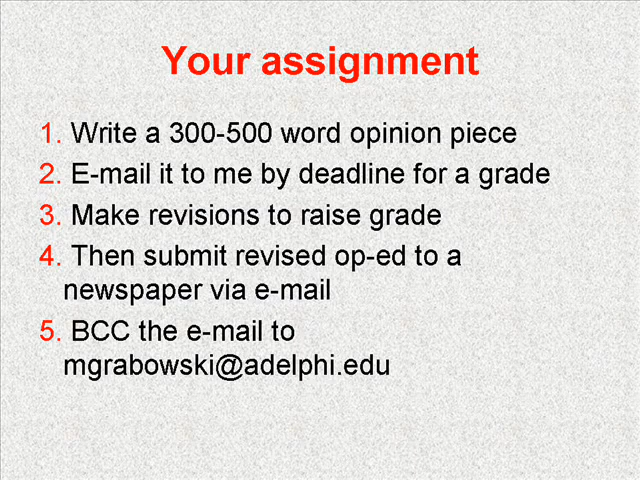 Your assignment
1. Write a 300-500 word opinion piece
2. E-mail it to me by deadline for a grade
3. Make revisions to raise grade
4. Then submit revised op-ed to a
newspaper via e-mail
5. BCC the e-mail to
mgrabowski@adelphi.edu